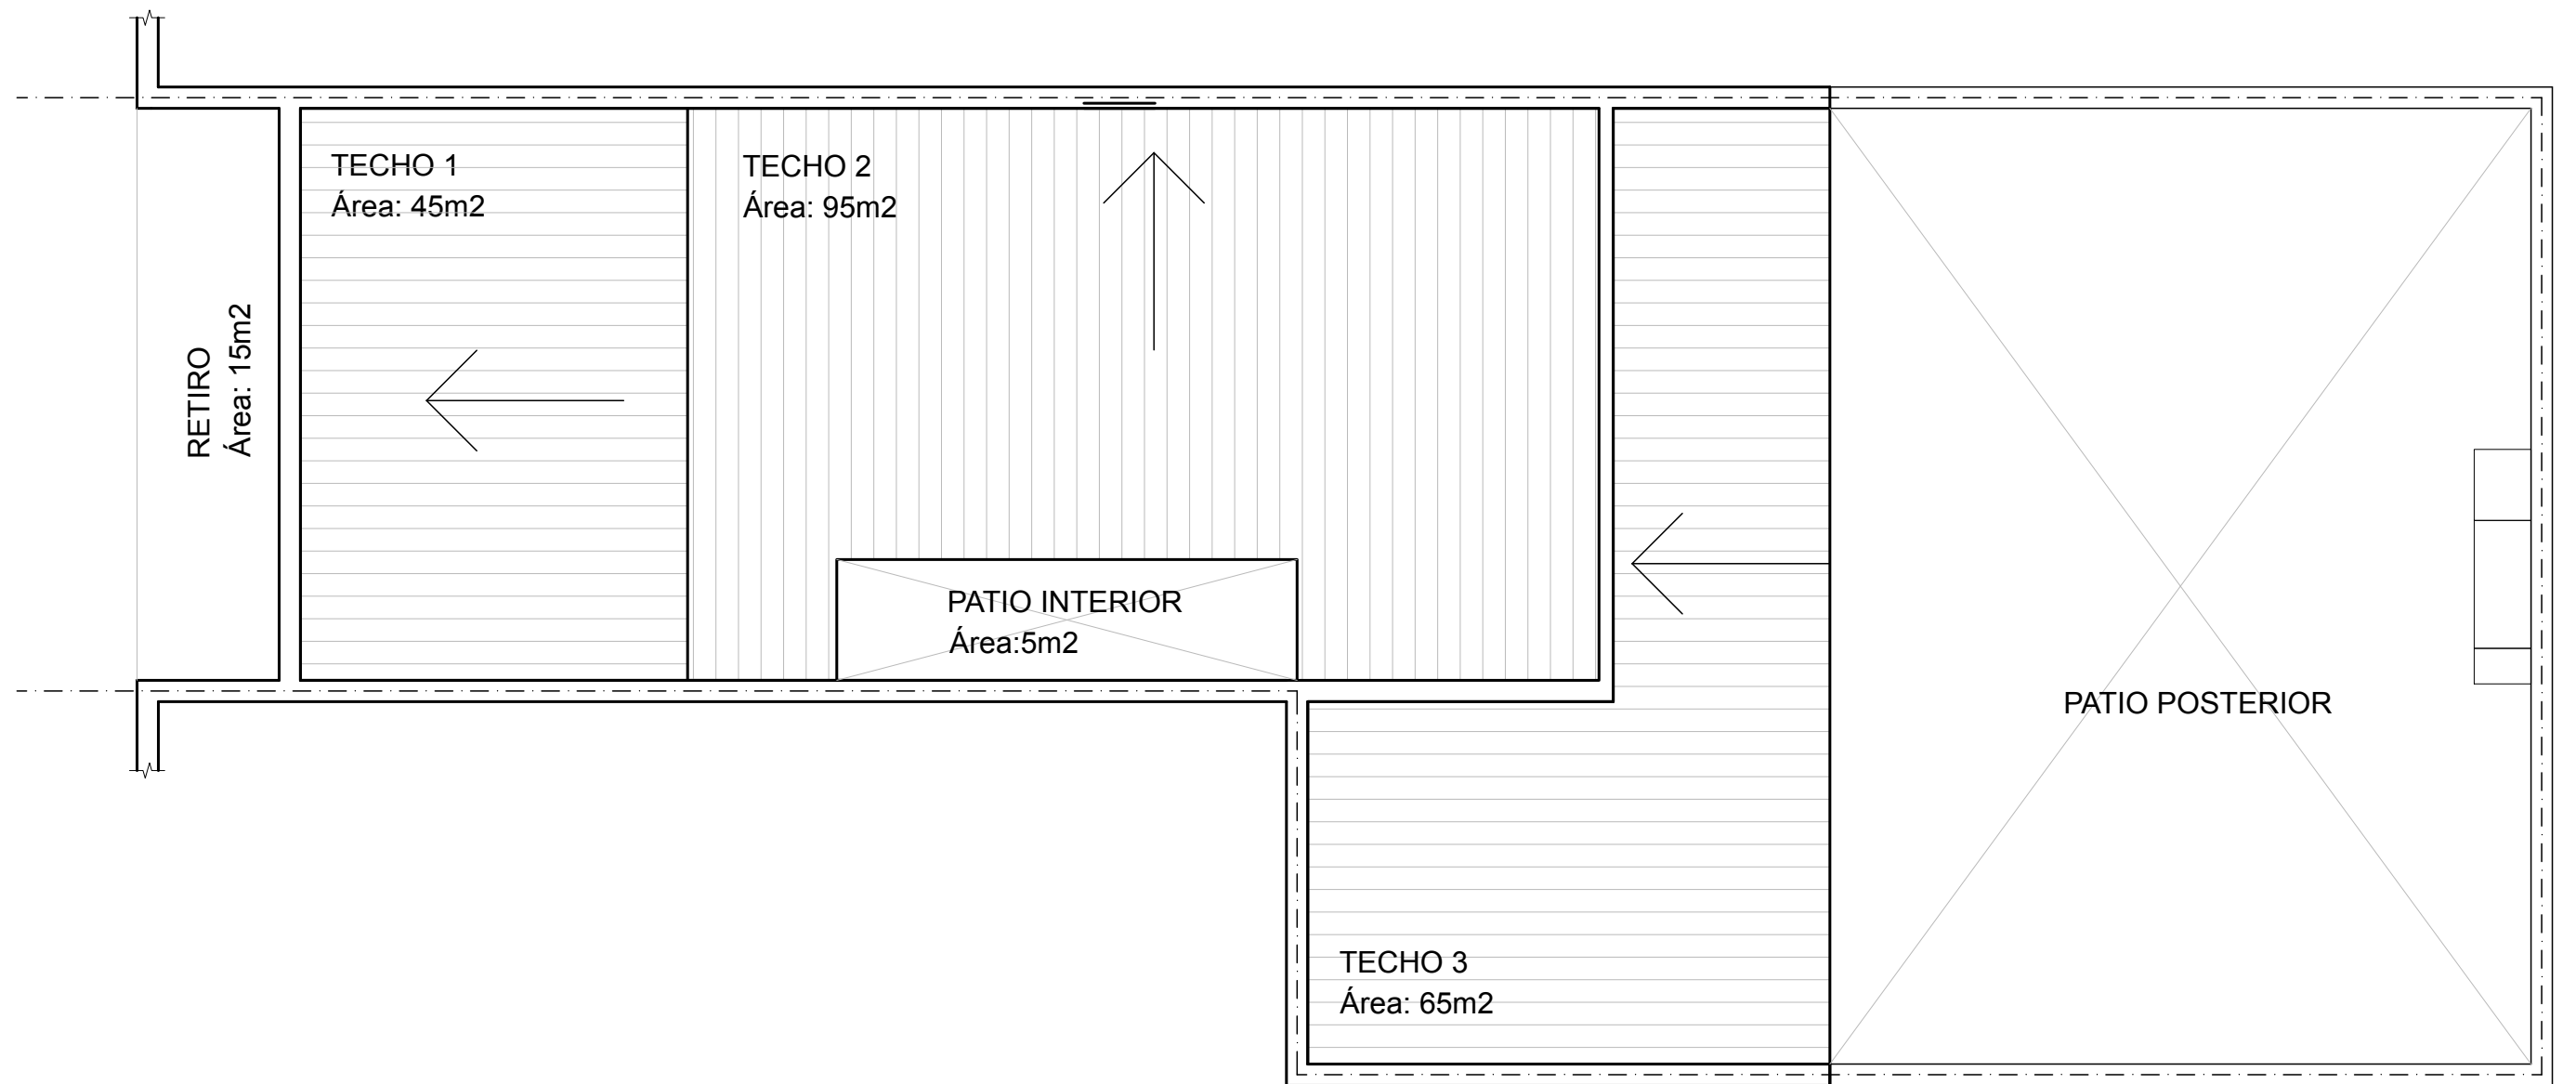 TECHO 1
Área: 45m2
TECHO 2
Área: 95m2
RETIRO
Área: 15m2
PATIO INTERIOR
Área:5m2
PATIO POSTERIOR
TECHO 3
Área: 65m2